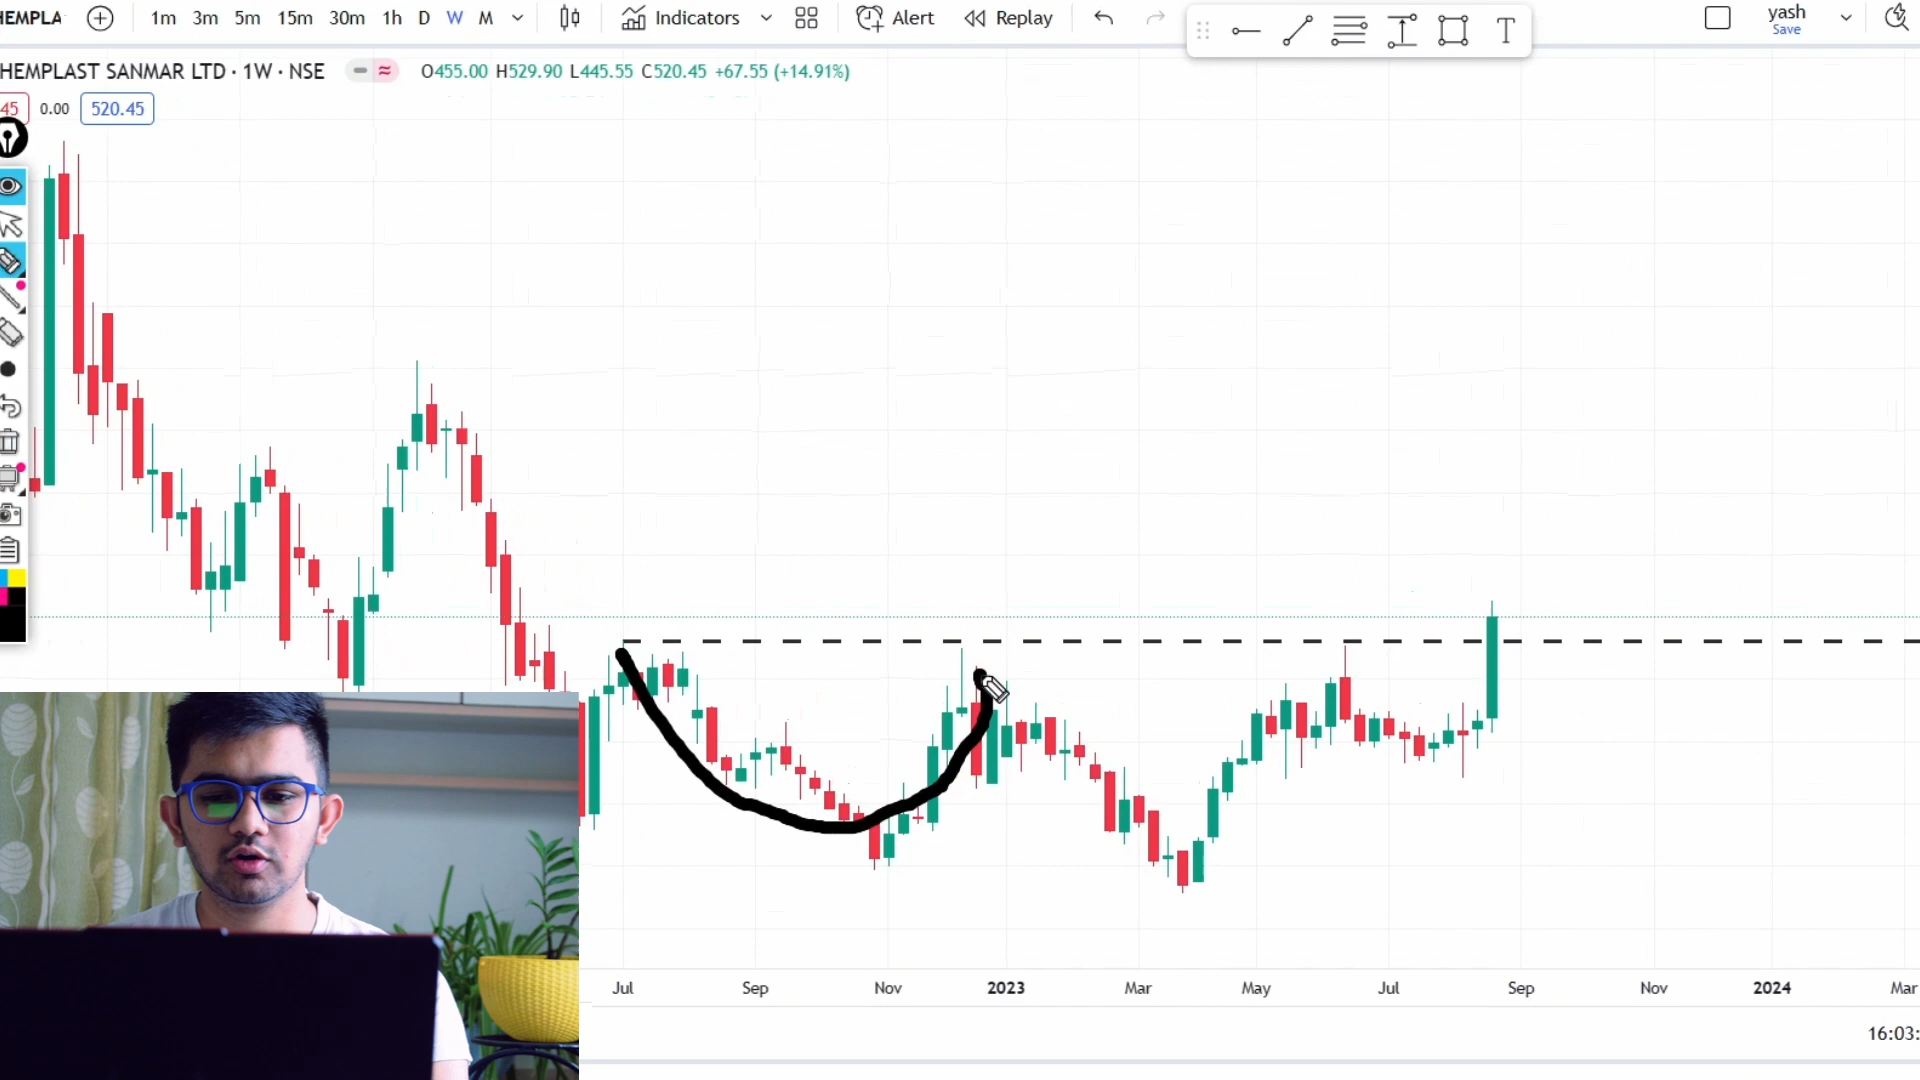 HEMPLA 1m 3m 5m 15m 30m 1h D W M Indicators Alert Replay T yash
Save
HEMPLAST SANMAR LTD · 1W · NSE O455.00 H529.90 L445.55 C520.45 +67.55 (+14.91%)
45 0.00 520.45
Jul Sep Nov 2023 Mar May Jul Sep Nov 2024 Mar
16:03: